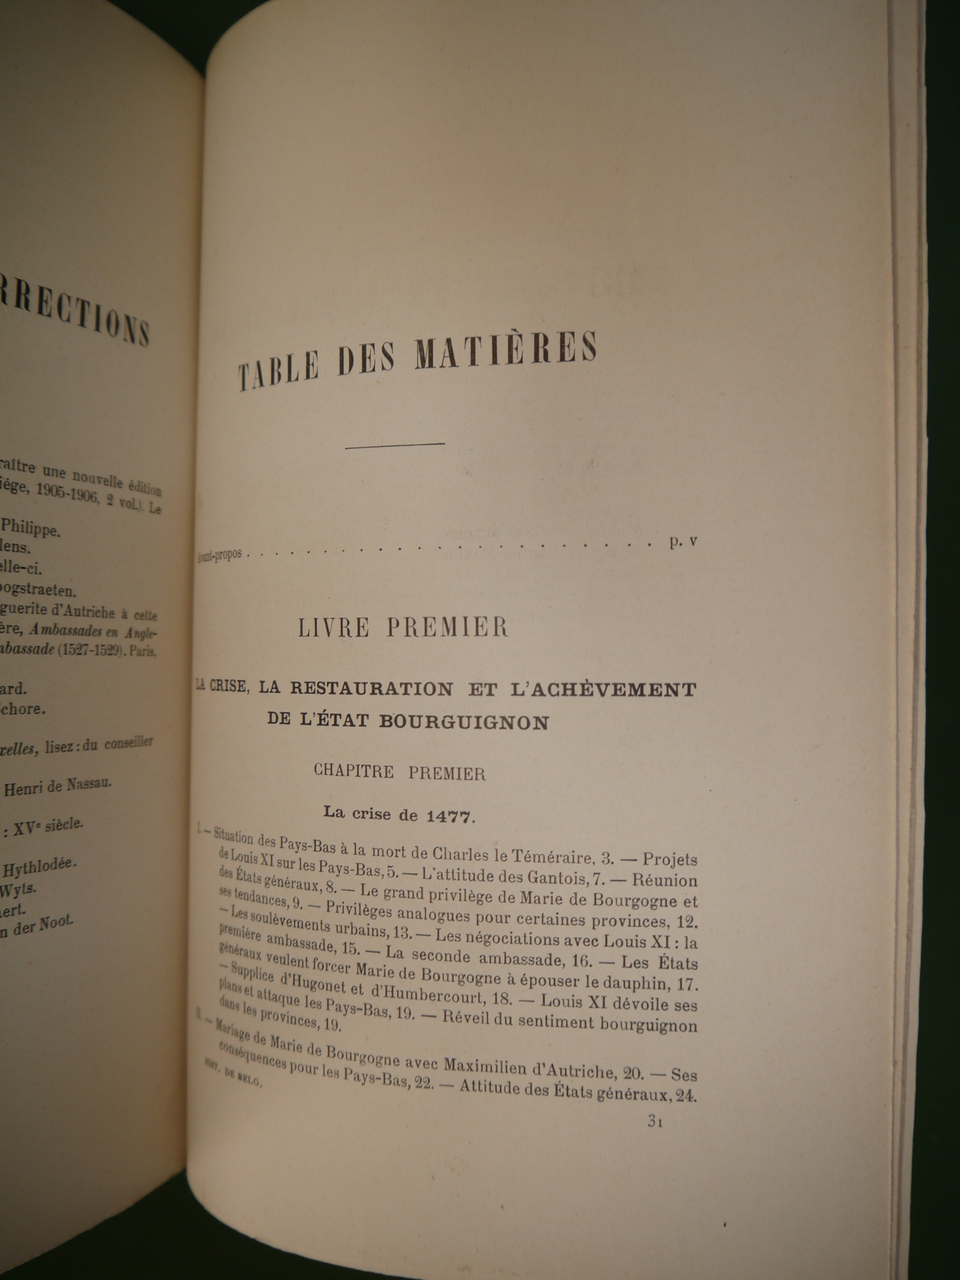 RRECTIONS
raître une nouvelle édition
iége, 1905-1906, 2 vol.). Le
Philippe.
lens.
elle-ci.
oogstraeten.
guerite d'Autriche à cette
ère, Ambassades en Angle-
mbassade (1527-1529). Paris,
ard.
chore.
xelles, lisez : du conseiller
Henri de Nassau.
: XVe siècle.
Hythlodée.
Wyts.
ert.
n der Noot.
TABLE DES MATIÈRES
Avant-propos . . . . . . . . . . . . . . . . . . . . . . p. v
LIVRE PREMIER
LA CRISE, LA RESTAURATION ET L'ACHÈVEMENT
DE L'ÉTAT BOURGUIGNON
CHAPITRE PREMIER
La crise de 1477.
I. — Situation des Pays-Bas à la mort de Charles le Téméraire, 3. — Projets
de Louis XI sur les Pays-Bas, 5. — L'attitude des Gantois, 7. — Réunion
des États généraux, 8. — Le grand privilège de Marie de Bourgogne et
ses tendances, 9. — Privilèges analogues pour certaines provinces, 12.
— Les soulèvements urbains, 13. — Les négociations avec Louis XI : la
première ambassade, 15. — La seconde ambassade, 16. — Les États
généraux veulent forcer Marie de Bourgogne à épouser le dauphin, 17.
— Supplice d'Hugonet et d'Humbercourt, 18. — Louis XI dévoile ses
plans et attaque les Pays-Bas, 19. — Réveil du sentiment bourguignon
dans les provinces, 19.
II. — Mariage de Marie de Bourgogne avec Maximilien d'Autriche, 20. — Ses
conséquences pour les Pays-Bas, 22. — Attitude des États généraux, 24.
HIST. DE BELG.
31